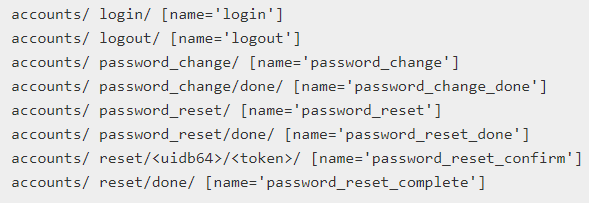 accounts/ login/ [name='login']
accounts/ logout/ [name='logout']
accounts/ password_change/ [name='password_change']
accounts/ password_change/done/ [name='password_change_done']
accounts/ password_reset/ [name='password_reset']
accounts/ password_reset/done/ [name='password_reset_done']
accounts/ reset/<uidb64>/<token>/ [name='password_reset_confirm']
accounts/ reset/done/ [name='password_reset_complete']